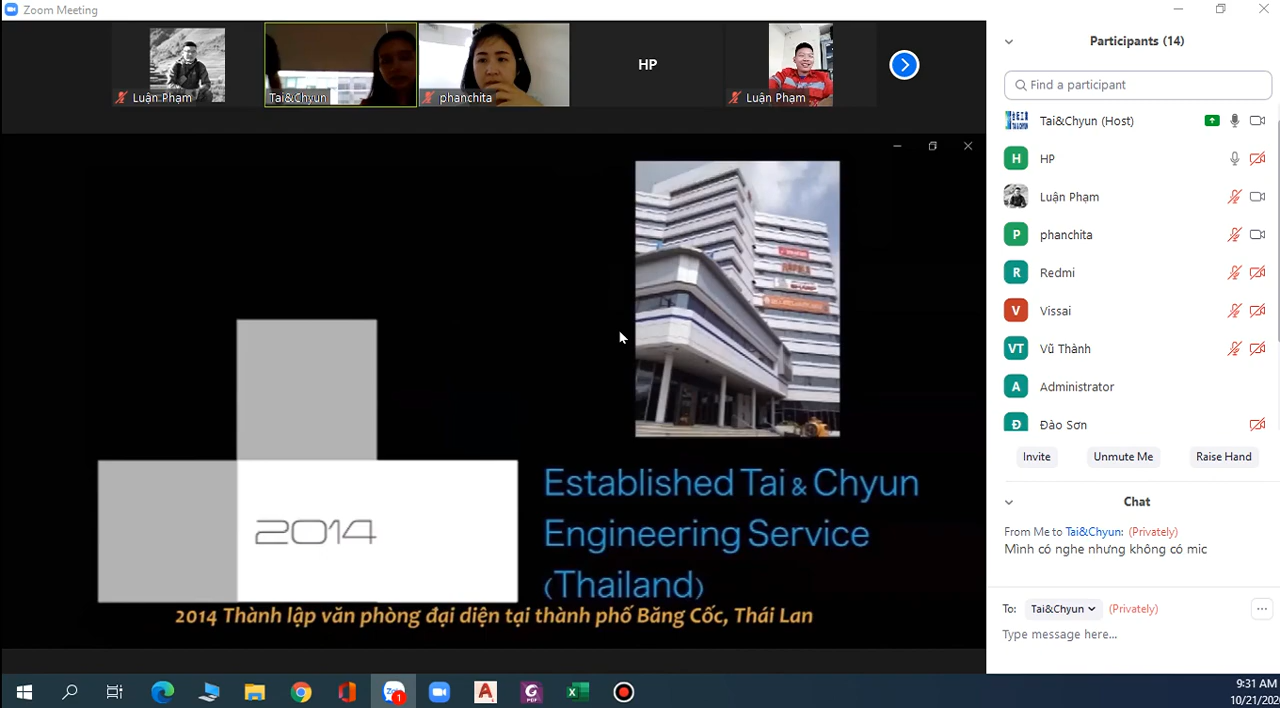 Zoom Meeting
Luận Phạm
Tai&Chyun
phanchita
HP
Luận Phạm
2014
Established Tai & Chyun
Engineering Service
(Thailand)
2014 Thành lập văn phòng đại diện tại thành phố Băng Cốc, Thái Lan
Participants (14)
Find a participant
Tai&Chyun (Host)
H HP
Luận Phạm
P phanchita
R Redmi
V Vissai
VT Vũ Thành
A Administrator
Đ Đào Sơn
Invite Unmute Me Raise Hand
Chat
From Me to Tai&Chyun: (Privately)
Mình có nghe nhưng không có mic
To: Tai&Chyun (Privately)
Type message here...
1
9:31 AM